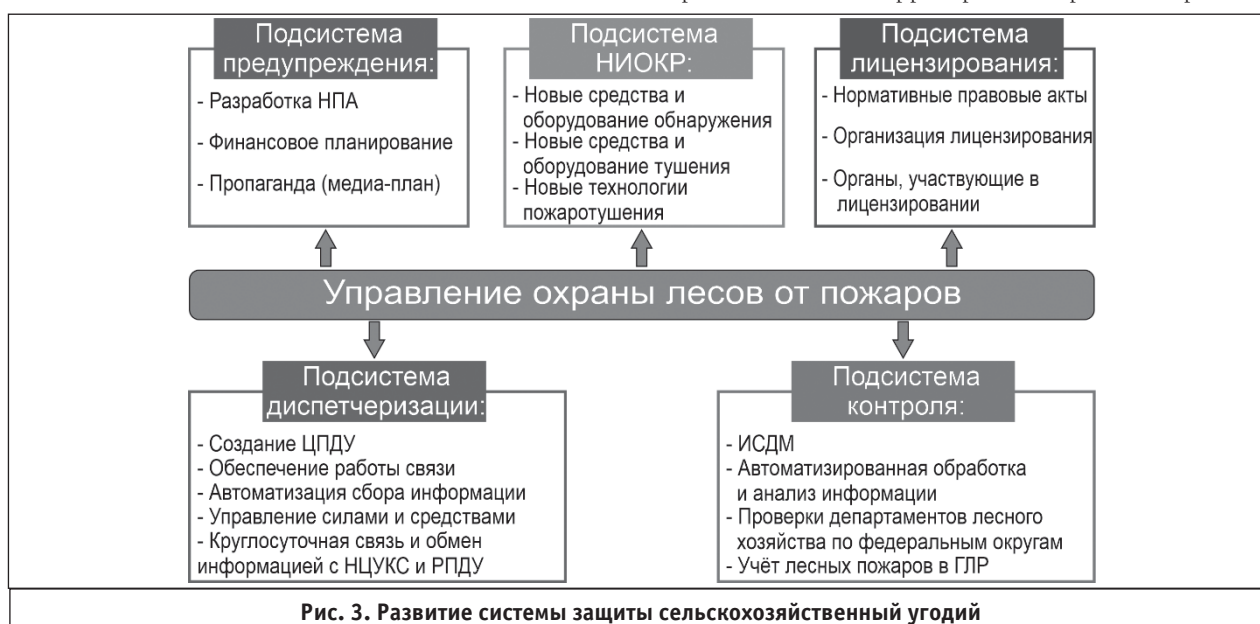 Подсистема
предупреждения:
- Разработка НПА
- Финансовое планирование
- Пропаганда (медиа-план)
Подсистема
НИОКР:
- Новые средства и
оборудование обнаружения
- Новые средства и
оборудование тушения
- Новые технологии
пожаротушения
Подсистема
лицензирования:
- Нормативные правовые акты
- Организация лицензирования
- Органы, участвующие в
лицензировании
Управление охраны лесов от пожаров
Подсистема
диспетчеризации:
- Создание ЦПДУ
- Обеспечение работы связи
- Автоматизация сбора информации
- Управление силами и средствами
- Круглосуточная связь и обмен
информацией с НЦУКС и РПДУ
Подсистема
контроля:
- ИСДМ
- Автоматизированная обработка
и анализ информации
- Проверки департаментов лесного
хозяйства по федеральным округам
- Учёт лесных пожаров в ГЛР
Рис. 3. Развитие системы защиты сельскохозяйственный угодий